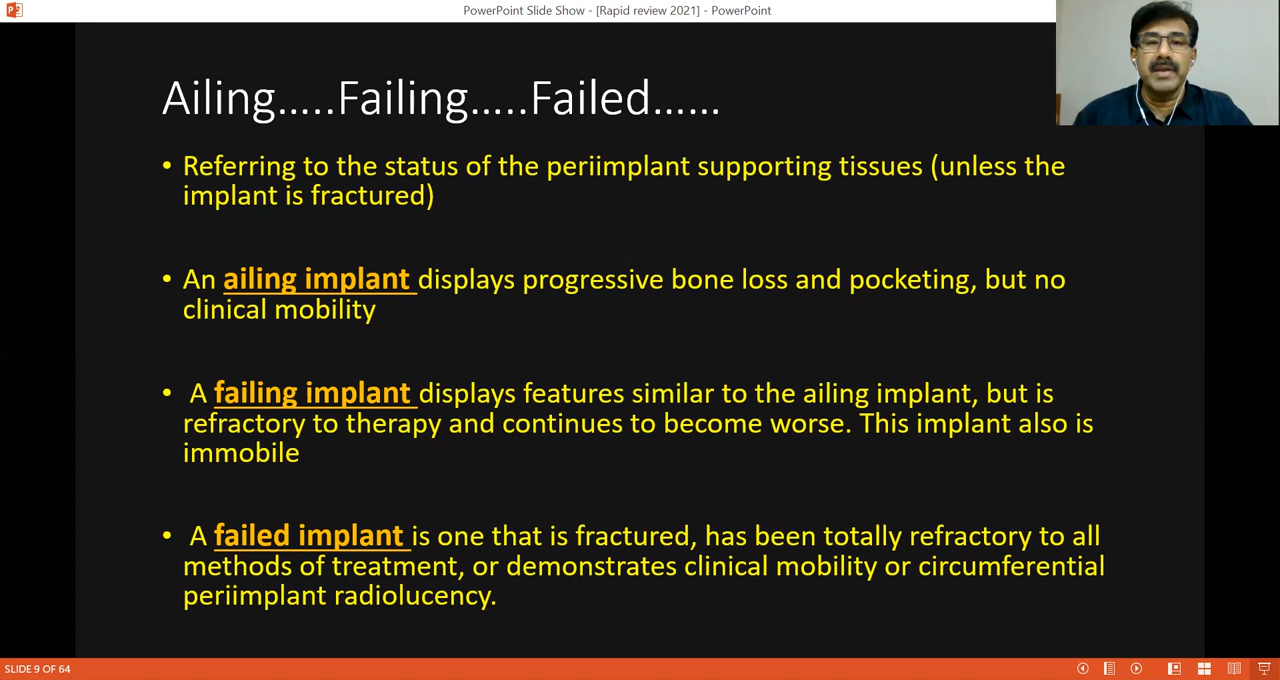 PowerPoint Slide Show - [Rapid review 2021] - PowerPoint
Ailing.....Failing.....Failed......
• Referring to the status of the periimplant supporting tissues (unless the
implant is fractured)
• An ailing implant displays progressive bone loss and pocketing, but no
clinical mobility
• A failing implant displays features similar to the ailing implant, but is
refractory to therapy and continues to become worse. This implant also is
immobile
• A failed implant is one that is fractured, has been totally refractory to all
methods of treatment, or demonstrates clinical mobility or circumferential
periimplant radiolucency.
SLIDE 9 OF 64